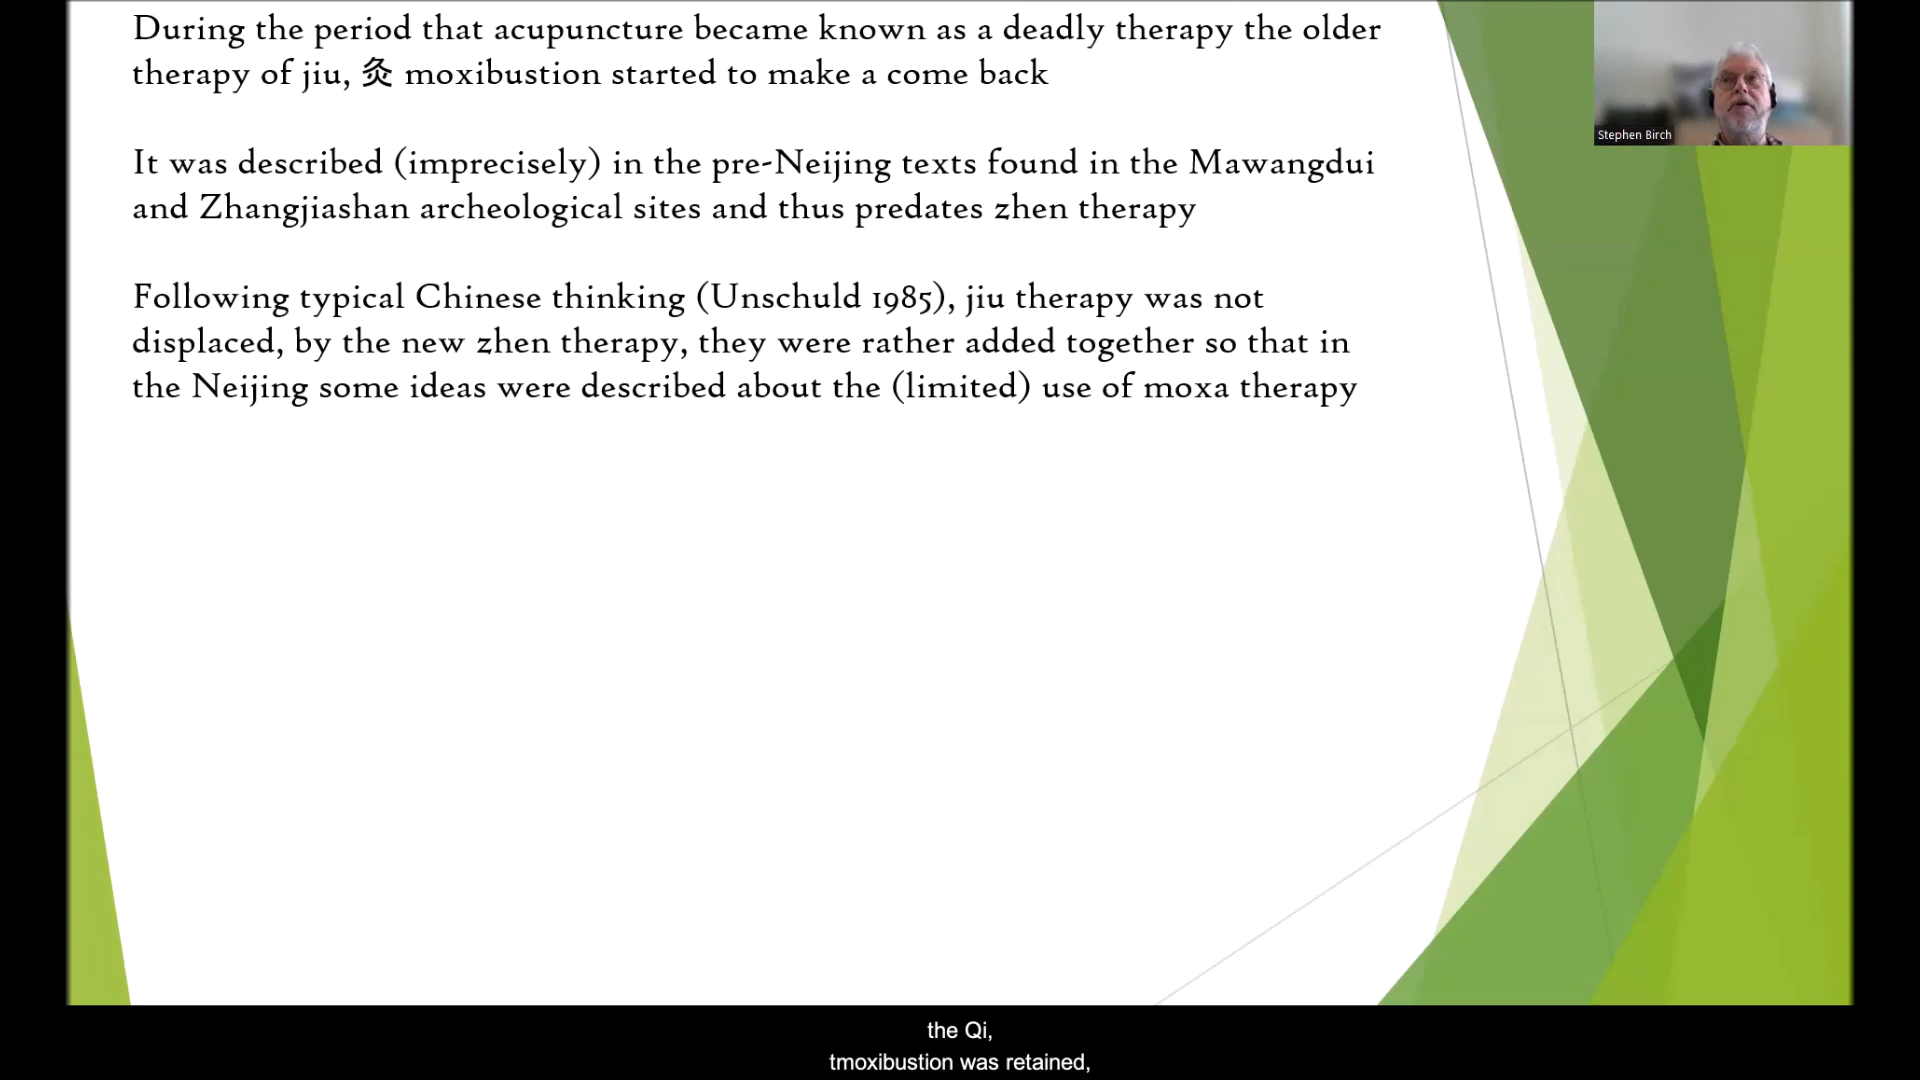 During the period that acupuncture became known as a deadly therapy the older
therapy of jiu, 灸 moxibustion started to make a come back
It was described (imprecisely) in the pre-Neijing texts found in the Mawangdui
and Zhangjiashan archeological sites and thus predates zhen therapy
Following typical Chinese thinking (Unschuld 1985), jiu therapy was not
displaced, by the new zhen therapy, they were rather added together so that in
the Neijing some ideas were described about the (limited) use of moxa therapy
Stephen Birch
the Qi,
tmoxibustion was retained,